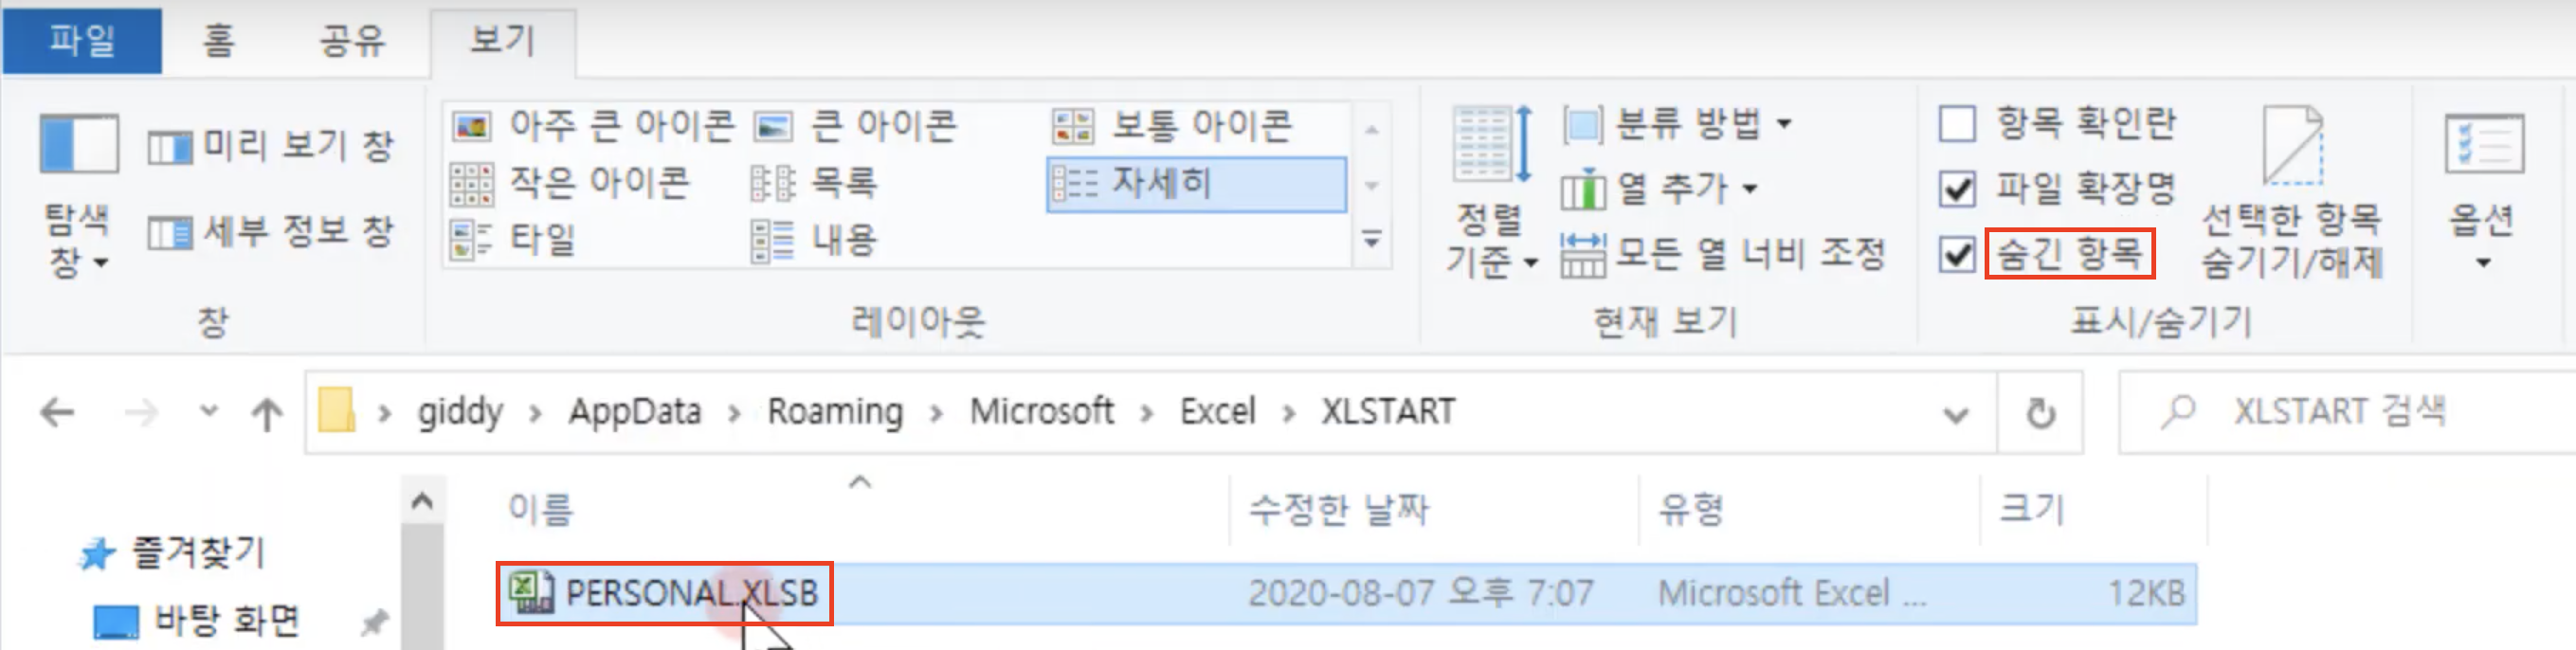 파일 홈 공유 보기
탐색 창
미리 보기 창
세부 정보 창
창
아주 큰 아이콘 큰 아이콘 보통 아이콘
작은 아이콘 목록 자세히
타일 내용
레이아웃
정렬 기준
분류 방법
열 추가
모든 열 너비 조정
현재 보기
항목 확인란
파일 확장명
숨긴 항목
선택한 항목
숨기기/해제
표시/숨기기
옵션
giddy > AppData > Roaming > Microsoft > Excel > XLSTART
XLSTART 검색
즐겨찾기
바탕 화면
이름 수정한 날짜 유형 크기
PERSONAL.XLSB 2020-08-07 오후 7:07 Microsoft Excel ... 12KB